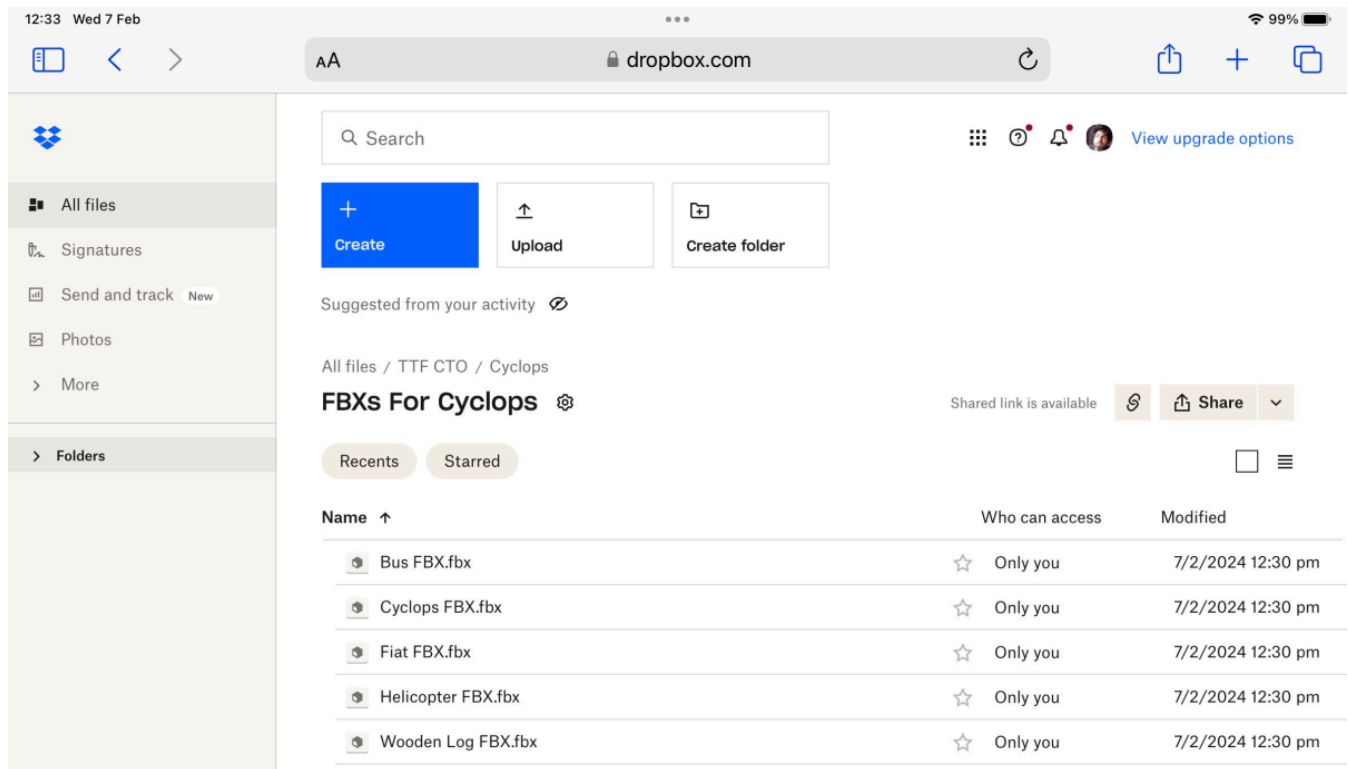 12:33 Wed 7 Feb
99%
AA
dropbox.com
Search
View upgrade options
All files
Signatures
Send and track New
Photos
More
Folders
Create
Upload
Create folder
Suggested from your activity
All files / TTF CTO / Cyclops
FBXs For Cyclops
Shared link is available
Share
Recents
Starred
Name Who can access Modified
Bus FBX.fbx Only you 7/2/2024 12:30 pm
Cyclops FBX.fbx Only you 7/2/2024 12:30 pm
Fiat FBX.fbx Only you 7/2/2024 12:30 pm
Helicopter FBX.fbx Only you 7/2/2024 12:30 pm
Wooden Log FBX.fbx Only you 7/2/2024 12:30 pm